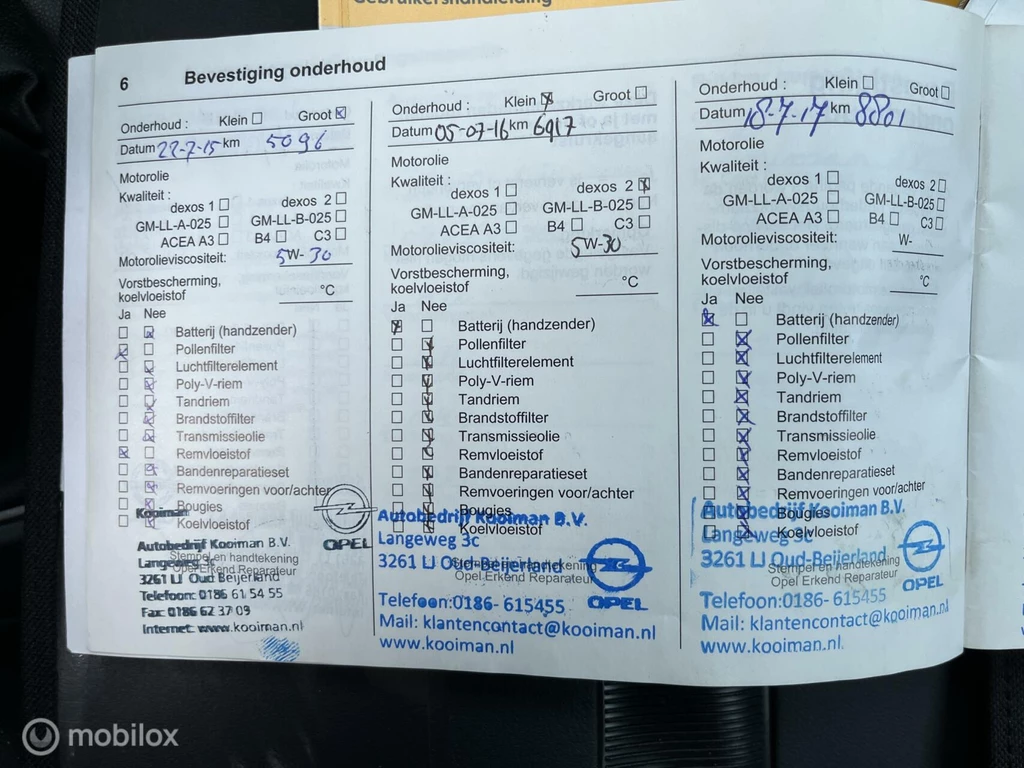 Gebruikershandleiding
6 Bevestiging onderhoud
Onderhoud : Klein Groot
Datum 22-7-15 km 5096
Motorolie
Kwaliteit :
dexos 1 dexos 2
GM-LL-A-025 GM-LL-B-025
ACEA A3 B4 C3
Motorolieviscositeit: 5W-30
Vorstbescherming,
koelvloeistof °C
Ja Nee
Batterij (handzender)
Pollenfilter
Luchtfilterelement
Poly-V-riem
Tandriem
Brandstoffilter
Transmissieolie
Remvloeistof
Bandenreparatieset
Remvoeringen voor/achter
Bougies
Koelvloeistof
Kooiman
Autobedrijf Kooiman B.V.
Langeweg 3c
Stempel en handtekening
Opel Erkend Reparateur
3261 LJ Oud Beijerland
Telefoon: 0186 61 54 55
Fax: 0186 62 37 09
Internet: www.kooiman.nl
OPEL
Onderhoud : Klein Groot
Datum 05-07-16 km 6917
Motorolie
Kwaliteit :
dexos 1 dexos 2
GM-LL-A-025 GM-LL-B-025
ACEA A3 B4 C3
Motorolieviscositeit: 5W-30
Vorstbescherming,
koelvloeistof °C
Ja Nee
Batterij (handzender)
Pollenfilter
Luchtfilterelement
Poly-V-riem
Tandriem
Brandstoffilter
Transmissieolie
Remvloeistof
Bandenreparatieset
Remvoeringen voor/achter
Bougies
Koelvloeistof
Autobedrijf Kooiman B.V.
Langeweg 3c
3261 LJ Oud-Beijerland
Stempel en handtekening
Opel Erkend Reparateur
OPEL
Telefoon:0186- 615455
Mail: klantencontact@kooiman.nl
www.kooiman.nl
Onderhoud : Klein Groot
Datum 18-7-17 km 8801
Motorolie
Kwaliteit :
dexos 1 dexos 2
GM-LL-A-025 GM-LL-B-025
ACEA A3 B4 C3
Motorolieviscositeit: W-
Vorstbescherming,
koelvloeistof °C
Ja Nee
Batterij (handzender)
Pollenfilter
Luchtfilterelement
Poly-V-riem
Tandriem
Brandstoffilter
Transmissieolie
Remvloeistof
Bandenreparatieset
Remvoeringen voor/achter
Bougies
Koelvloeistof
Autobedrijf Kooiman B.V.
Langeweg 3c
3261 LJ Oud-Beijerland
Stempel en handtekening
Opel Erkend Reparateur
OPEL
Telefoon:0186- 615455
Mail: klantencontact@kooiman.nl
www.kooiman.nl
mobilox